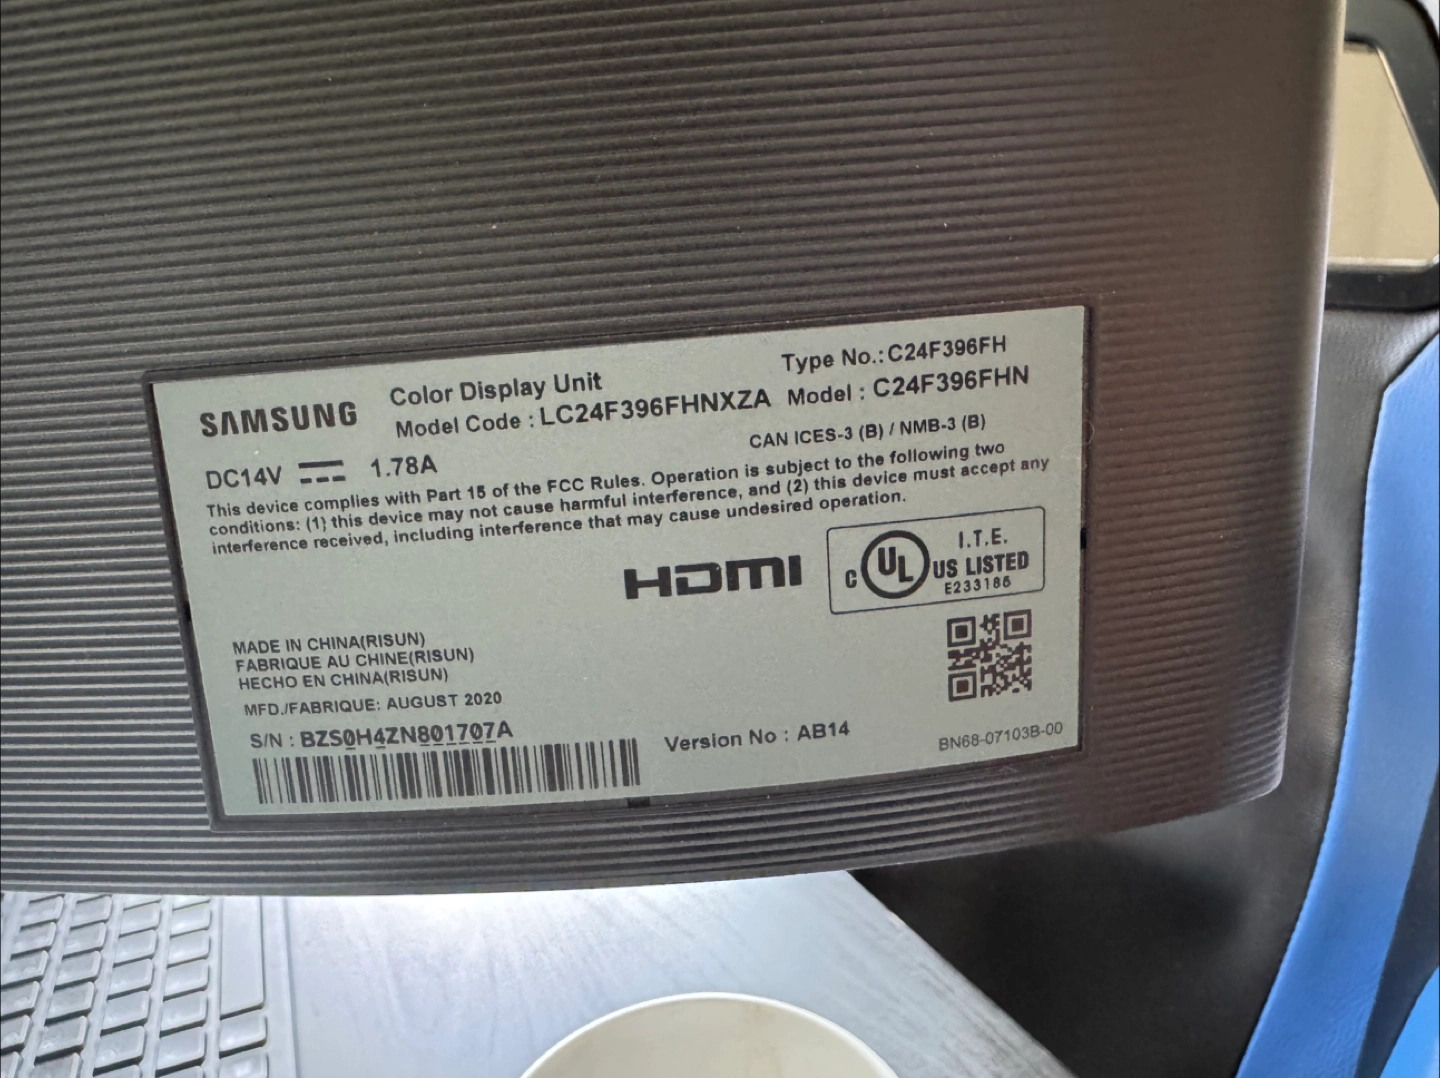 SAMSUNG
Color Display Unit
Type No.:C24F396FH
Model Code : LC24F396FHNXZA Model : C24F396FHN
DC14V 1.78A
CAN ICES-3 (B) / NMB-3 (B)
This device complies with Part 15 of the FCC Rules. Operation is subject to the following two
conditions: (1) this device may not cause harmful interference, and (2) this device must accept any
interference received, including interference that may cause undesired operation.
HDMI
C UL US LISTED
I.T.E.
E233186
MADE IN CHINA(RISUN)
FABRIQUE AU CHINE(RISUN)
HECHO EN CHINA(RISUN)
MFD./FABRIQUE: AUGUST 2020
S/N : BZS0H4ZN801707A
Version No : AB14
BN68-07103B-00